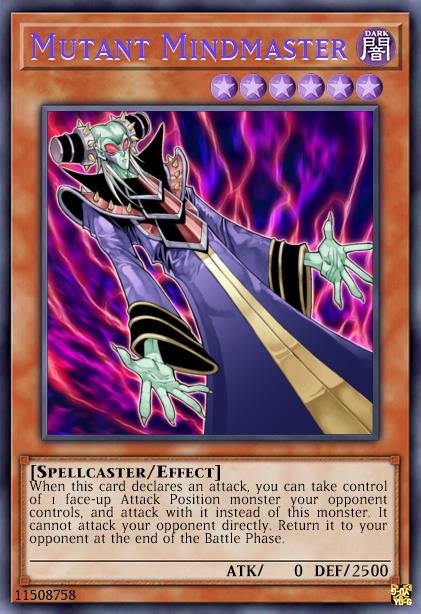 MUTANT MINDMASTER
DARK
闇
[SPELLCASTER/EFFECT]
When this card declares an attack, you can take control
of 1 face-up Attack Position monster your opponent
controls, and attack with it instead of this monster. It
cannot attack your opponent directly. Return it to your
opponent at the end of the Battle Phase.
ATK/ 0 DEF/2500
11508758